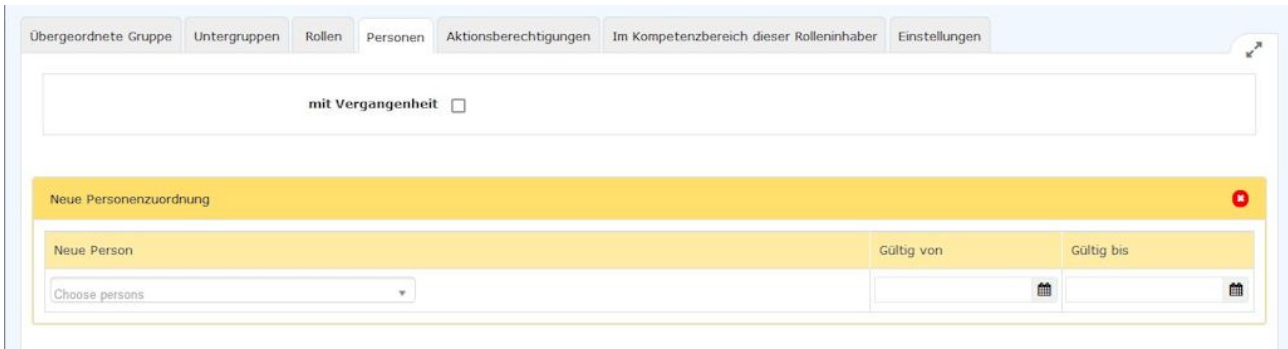 Übergeordnete Gruppe Untergruppen Rollen Personen Aktionsberechtigungen Im Kompetenzbereich dieser Rolleninhaber Einstellungen
mit Vergangenheit
Neue Personenzuordnung
Neue Person Gültig von Gültig bis
Choose persons